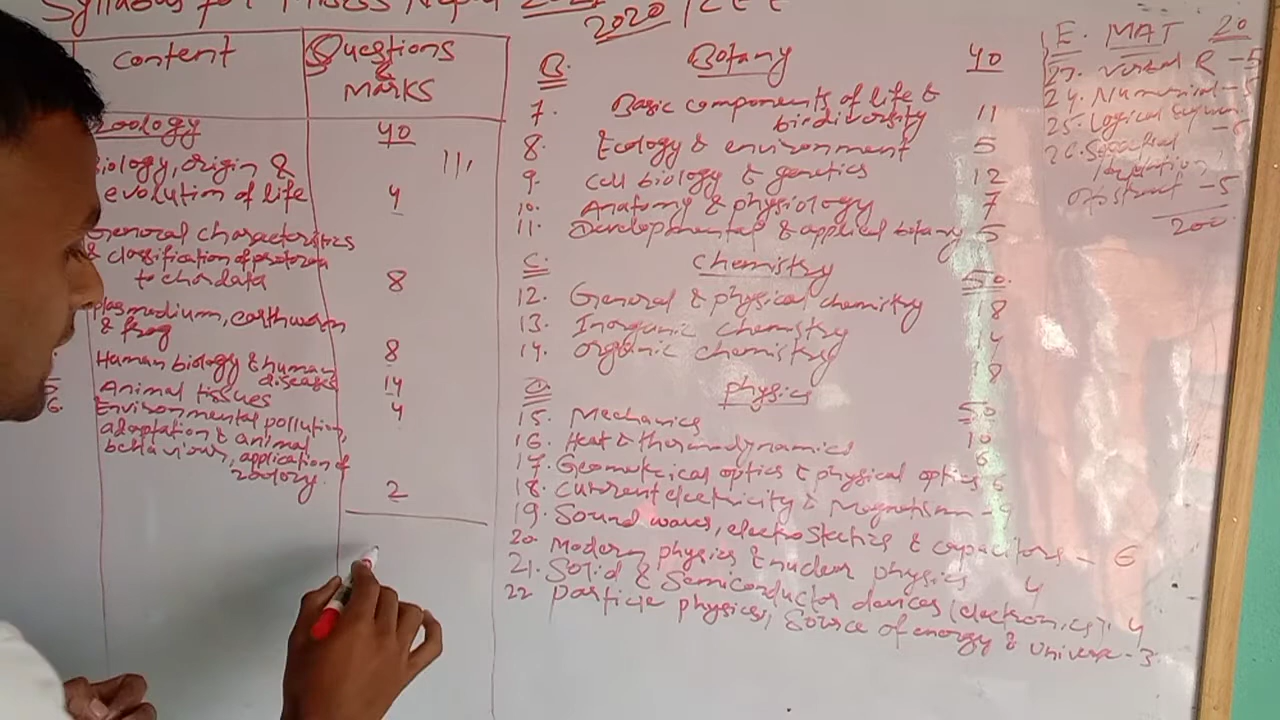 Syllabus for MBBS Nepal
2020 / CEE
content
Questions
&
Marks
Zoology 40
Biology, origin &
evolution of life 4
General characteristics
& classification of protozoa
to chordata 8
plasmodium, earthworm
& frog 8
Human biology & human
diseases 14
5. Animal tissues 4
6. Environmental pollution,
adaptation & animal
behaviours, application of
zoology. 2
B. Botany 40
7. Basic components of life &
biodiversity 11
8. Ecology & environment 5
9. Cell biology & genetics 12
10. Anatomy & physiology 7
11. Developmental & applied botany 5
C. Chemistry 50
12. General & physical chemistry 18
13. Inorganic chemistry 14
14. Organic chemistry 18
D. physics 50
15. Mechanics 10
16. Heat & thermodynamics 6
17. Geometrical optics & physical optics 6
18. Current electricity & Magnetism - 9
19. Sound waves, electrostatics & capacitors - 6
20. Modern physics & nuclear physics 4
21. Solid & Semiconductor devices (electronics). 4
22 particle physics, Source of energy & universe - 3
E. MAT 20
23. Verbal R - 5
24. Numerical - 5
25. Logical
26.
Abstract - 5
200